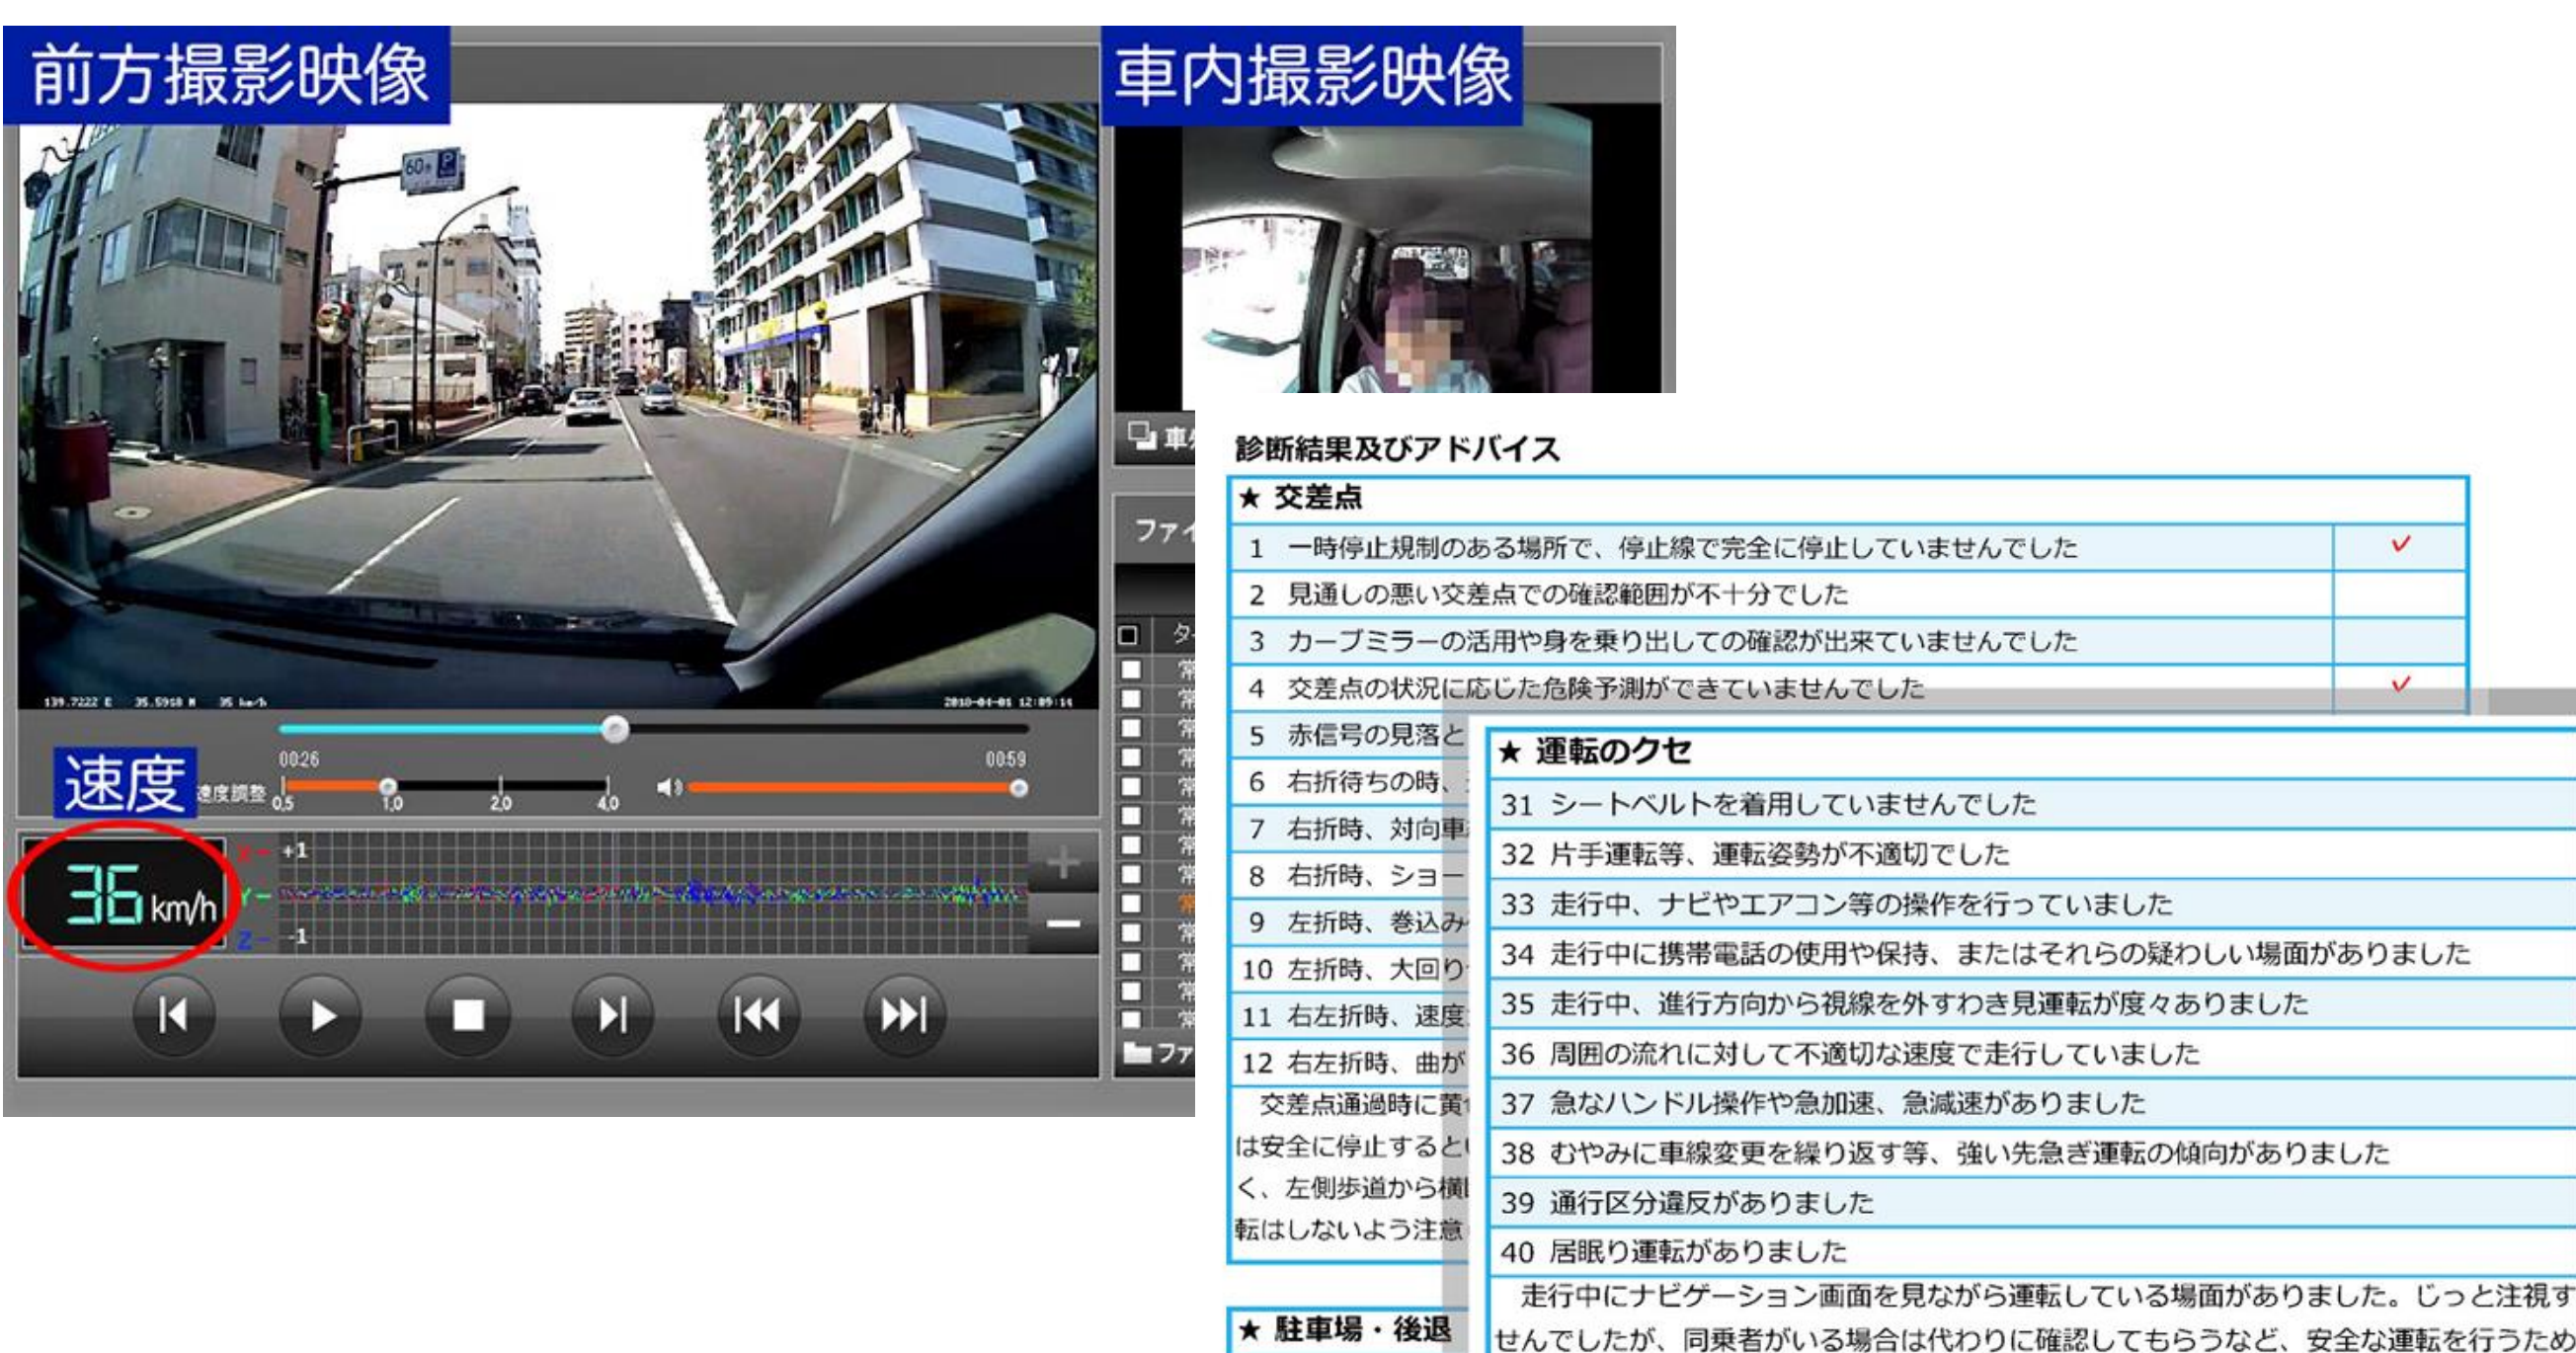 前方撮影映像
車内撮影映像
60分 P
139.7222 E 35.5918 N 35 km/h
2018-04-01 12:09:14
00:26
00:59
速度
速度調整
0.5 1.0 2.0 4.0
36 km/h
X- +1
Y-
Z- -1
ファイ
ファ
診断結果及びアドバイス
★ 交差点
1 一時停止規制のある場所で、停止線で完全に停止していませんでした ✓
2 見通しの悪い交差点での確認範囲が不十分でした
3 カーブミラーの活用や身を乗り出しての確認が出来ていませんでした
4 交差点の状況に応じた危険予測ができていませんでした ✓
5 赤信号の見落と
6 右折待ちの時、
7 右折時、対向車
8 右折時、ショー
9 左折時、巻込み
10 左折時、大回り
11 右左折時、速度
12 右左折時、曲が
交差点通過時に黄
は安全に停止すると
く、左側歩道から横
転はしないよう注意
★ 駐車場・後退
★ 運転のクセ
31 シートベルトを着用していませんでした
32 片手運転等、運転姿勢が不適切でした
33 走行中、ナビやエアコン等の操作を行っていました
34 走行中に携帯電話の使用や保持、またはそれらの疑わしい場面がありました
35 走行中、進行方向から視線を外すわき見運転が度々ありました
36 周囲の流れに対して不適切な速度で走行していました
37 急なハンドル操作や急加速、急減速がありました
38 むやみに車線変更を繰り返す等、強い先急ぎ運転の傾向がありました
39 通行区分違反がありました
40 居眠り運転がありました
走行中にナビゲーション画面を見ながら運転している場面がありました。じっと注視す
せんでしたが、同乗者がいる場合は代わりに確認してもらうなど、安全な運転を行うため